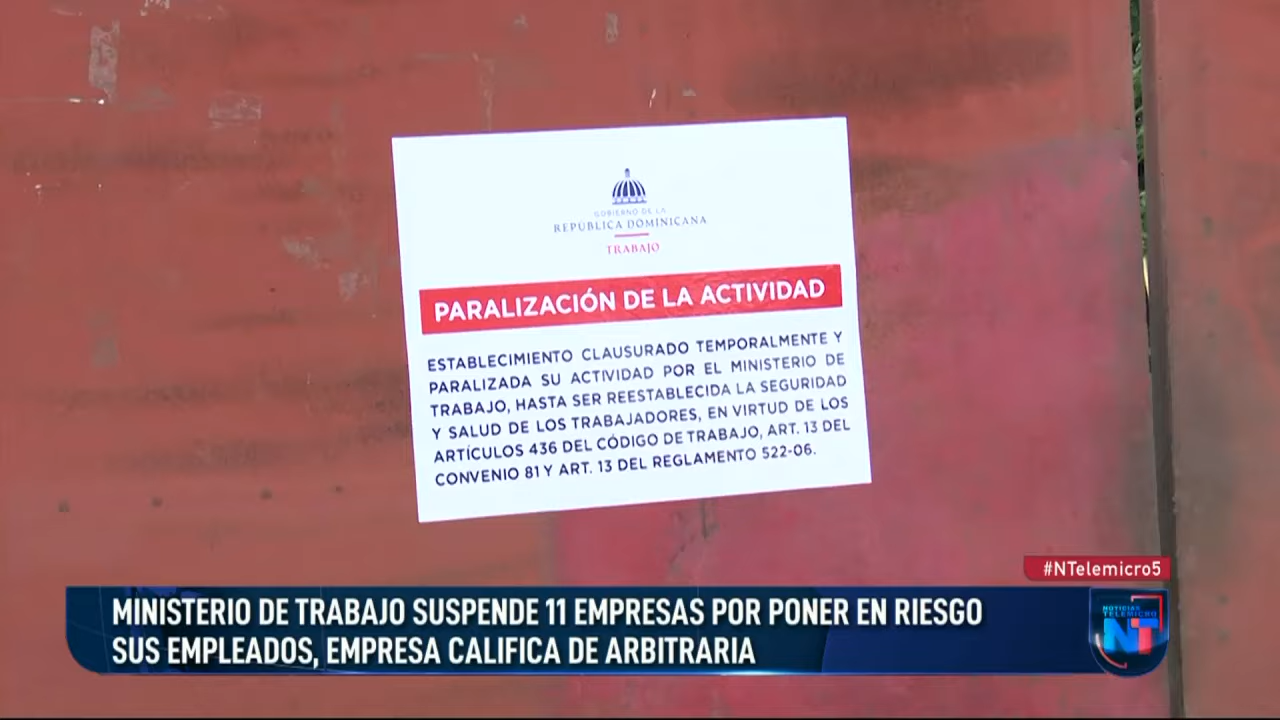 GOBIERNO DE LA
REPÚBLICA DOMINICANA
TRABAJO
PARALIZACIÓN DE LA ACTIVIDAD
ESTABLECIMIENTO CLAUSURADO TEMPORALMENTE Y
PARALIZADA SU ACTIVIDAD POR EL MINISTERIO DE
TRABAJO, HASTA SER REESTABLECIDA LA SEGURIDAD
Y SALUD DE LOS TRABAJADORES, EN VIRTUD DE LOS
ARTÍCULOS 436 DEL CÓDIGO DE TRABAJO, ART. 13 DEL
CONVENIO 81 Y ART. 13 DEL REGLAMENTO 522-06.
#NTelemicro5
MINISTERIO DE TRABAJO SUSPENDE 11 EMPRESAS POR PONER EN RIESGO
SUS EMPLEADOS, EMPRESA CALIFICA DE ARBITRARIA
NOTICIAS
TELEMICRO
NT